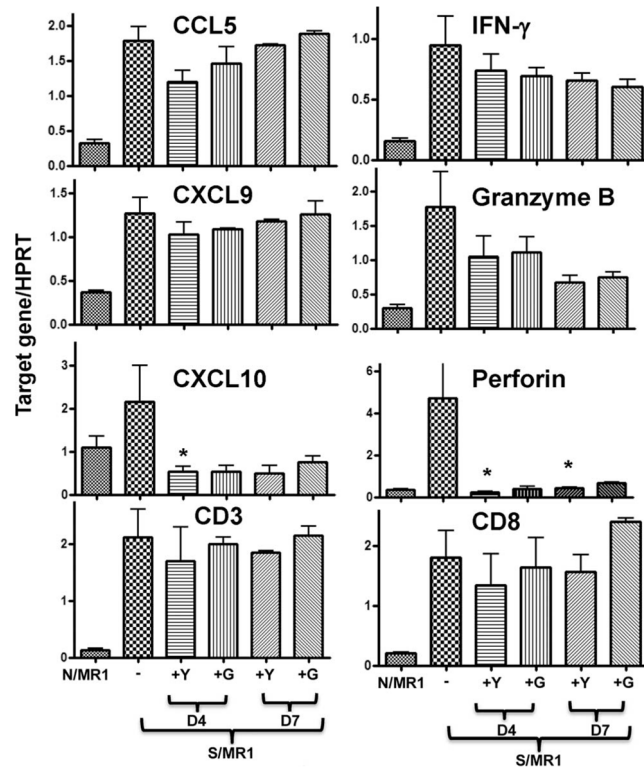 Target gene/HPRT
CCL5
2.0
1.5
1.0
0.5
0.0
IFN-γ
1.0
0.5
0.0
CXCL9
1.5
1.0
0.5
0.0
Granzyme B
2.0
1.5
1.0
0.5
0.0
CXCL10
3
2
1
0
*
Perforin
4
2
0
* *
CD3
2
1
0
CD8
2
1
0
N/MR1 - +Y +G +Y +G
D4 D7
S/MR1
N/MR1 - +Y +G +Y +G
D4 D7
S/MR1